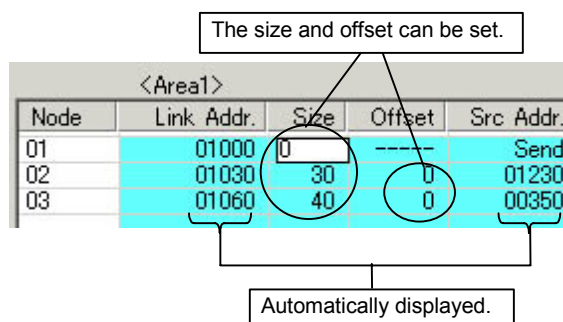 The size and offset can be set.
<Area1>
Node Link Addr. Size Offset Src Addr.
01 01000 0 ----- Send
02 01030 30 0 01230
03 01060 40 0 00350
Automatically displayed.